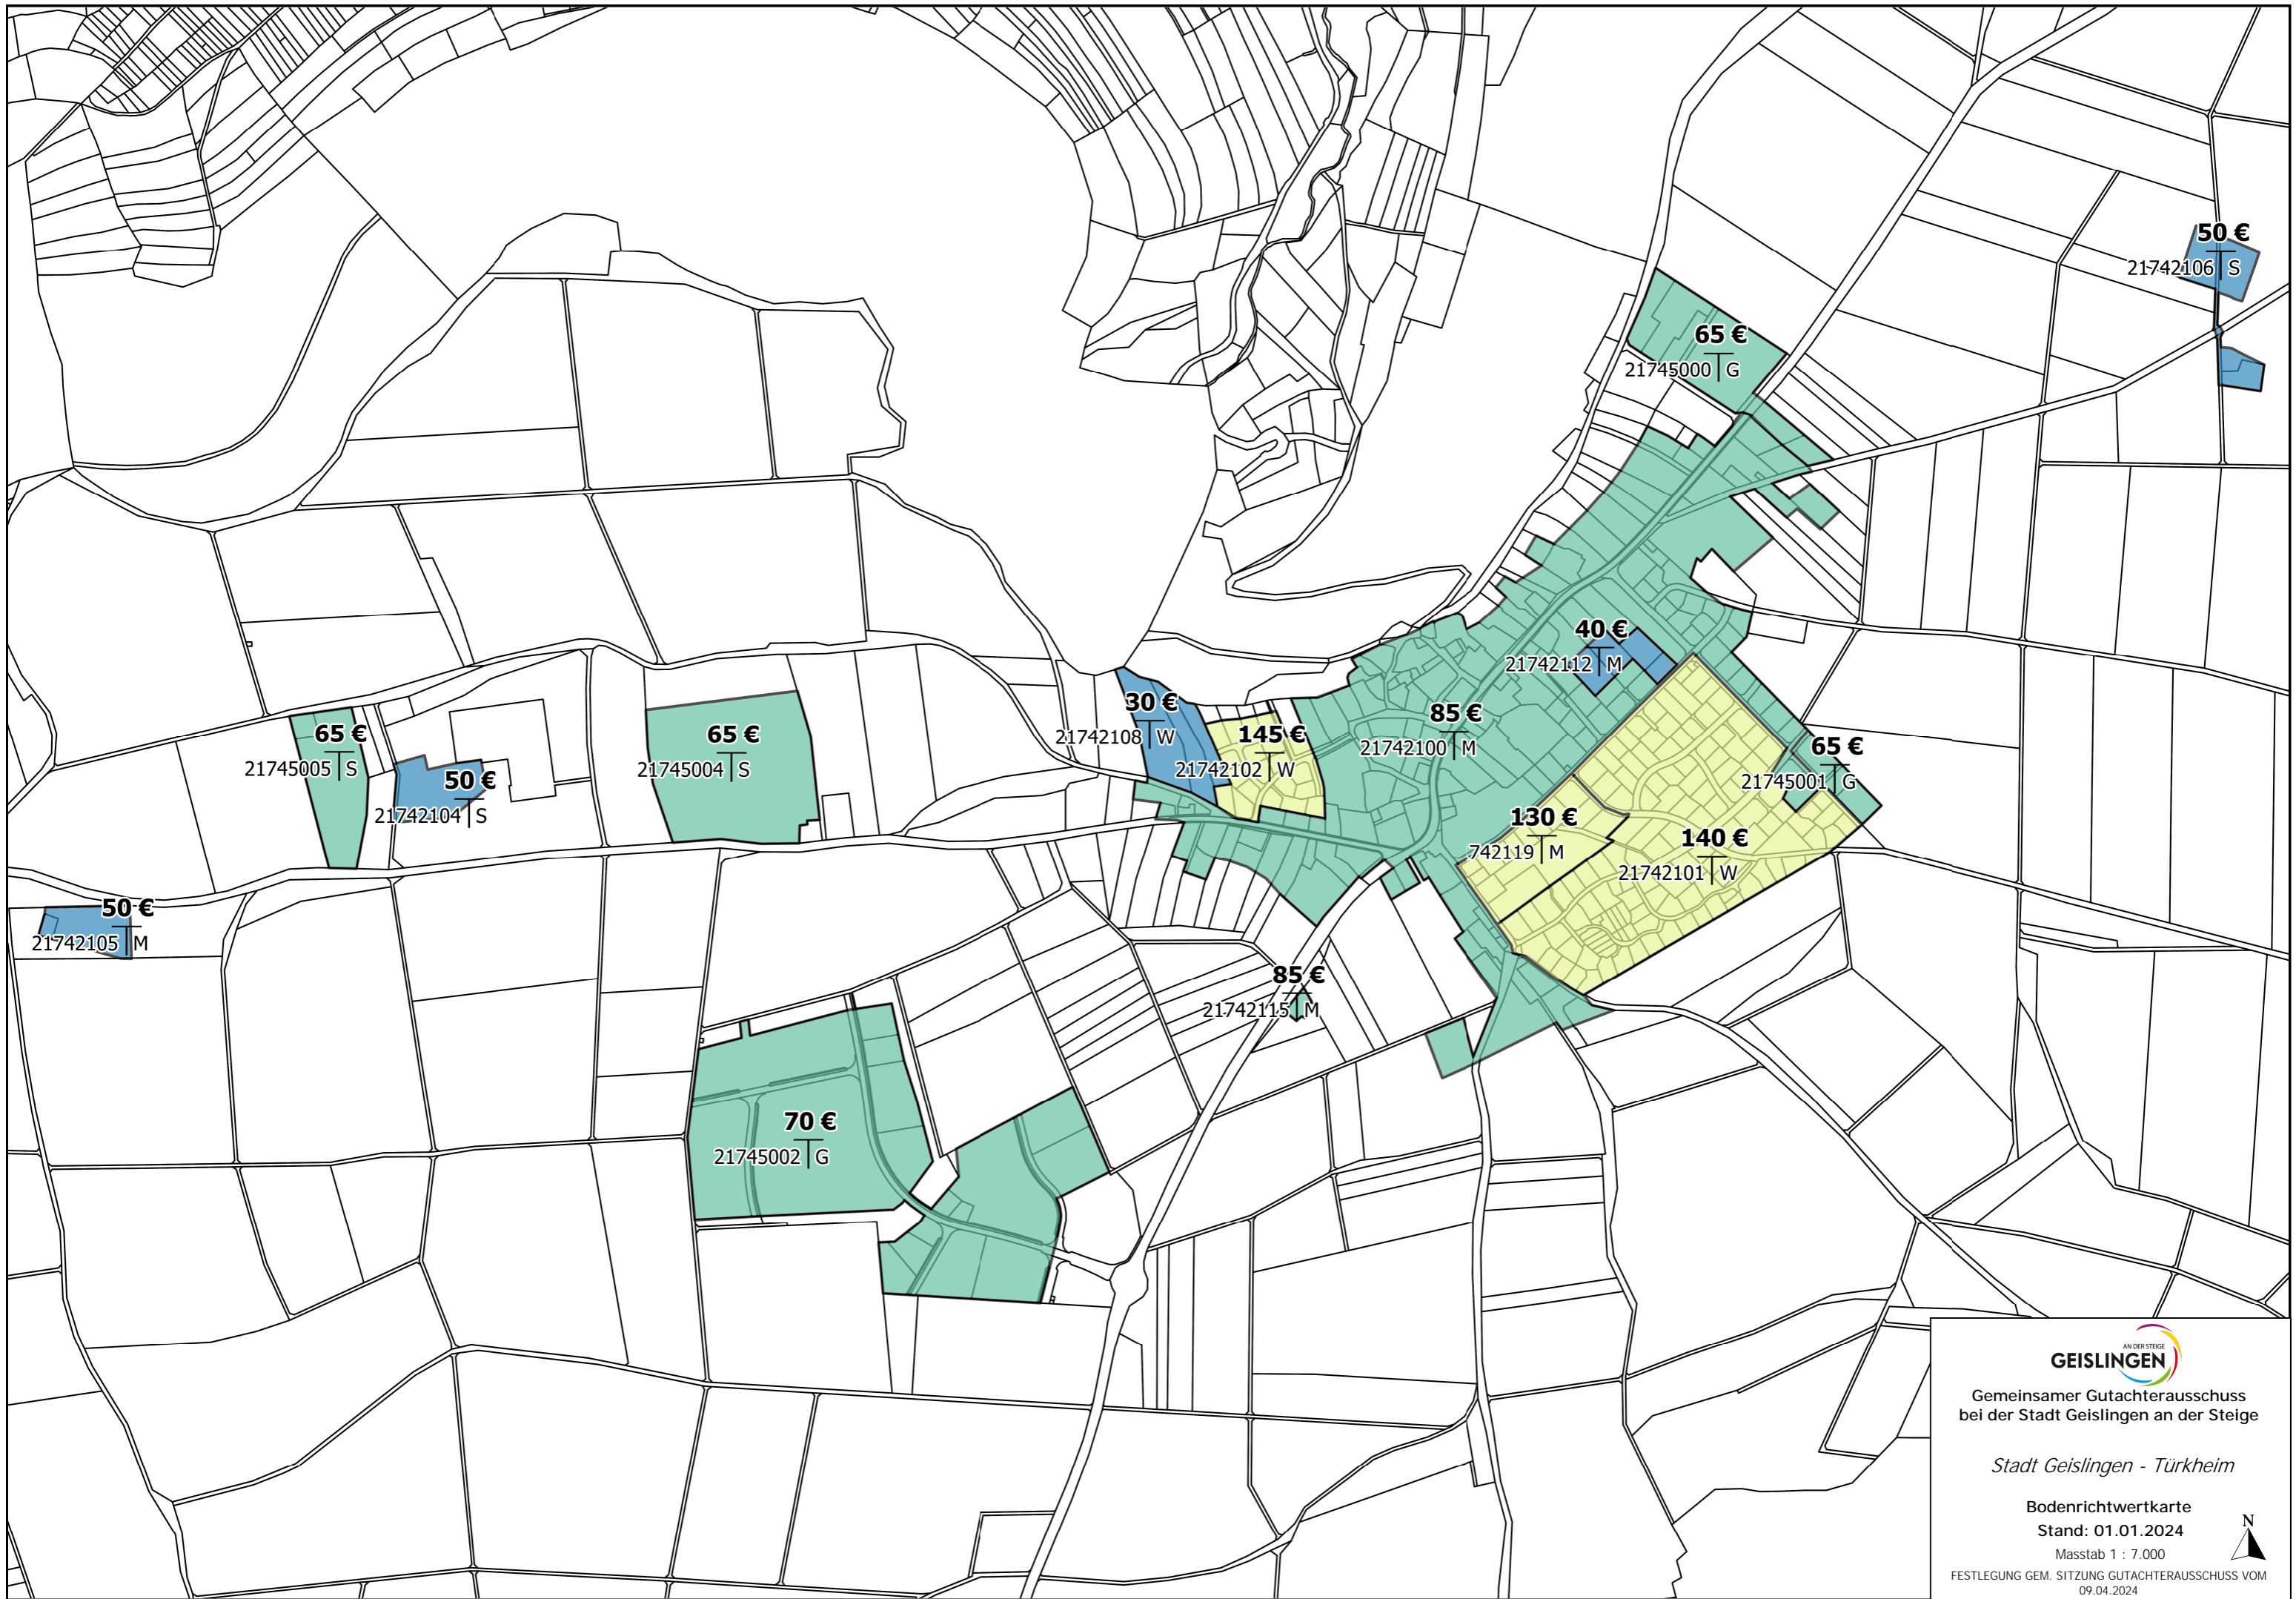 50 €
21742106 S
65 €
21745000 G
40 €
21742112 M
30 €
21742108 W
145 €
21742102 W
85 €
21742100 M
65 €
21745001 G
65 €
21745005 S
50 €
21742104 S
65 €
21745004 S
130 €
742119 M
140 €
21742101 W
50 €
21742105 M
85 €
21742115 M
70 €
21745002 G
AN DER STEIGE
GEISLINGEN
Gemeinsamer Gutachterausschuss
bei der Stadt Geislingen an der Steige
Stadt Geislingen - Türkheim
Bodenrichtwertkarte
Stand: 01.01.2024
Masstab 1 : 7.000
N
FESTLEGUNG GEM. SITZUNG GUTACHTERAUSSCHUSS VOM
09.04.2024